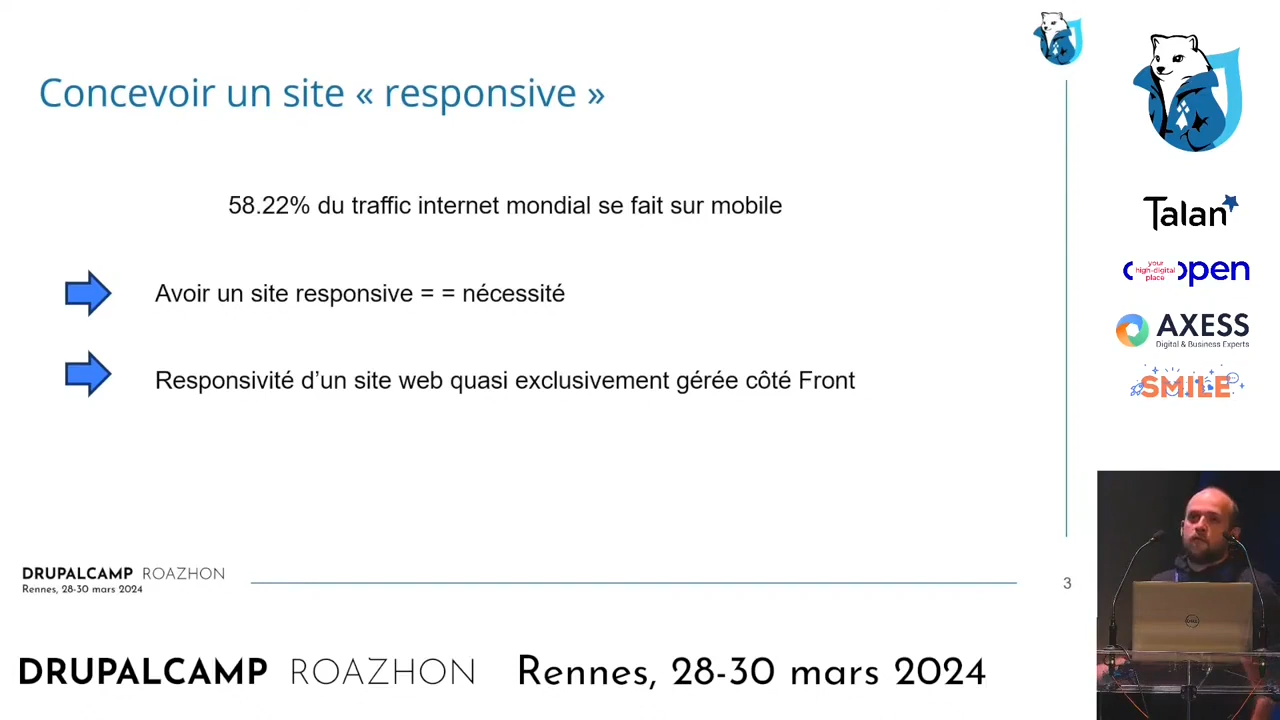 Concevoir un site « responsive »
58.22% du traffic internet mondial se fait sur mobile
Avoir un site responsive = = nécessité
Responsivité d’un site web quasi exclusivement gérée côté Front
DRUPALCAMP ROAZHON
Rennes, 28-30 mars 2024
3
Talan
your
high-digital
place
open
AXESS
Digital & Business Experts
SMILE
DELL
DRUPALCAMP ROAZHON Rennes, 28-30 mars 2024